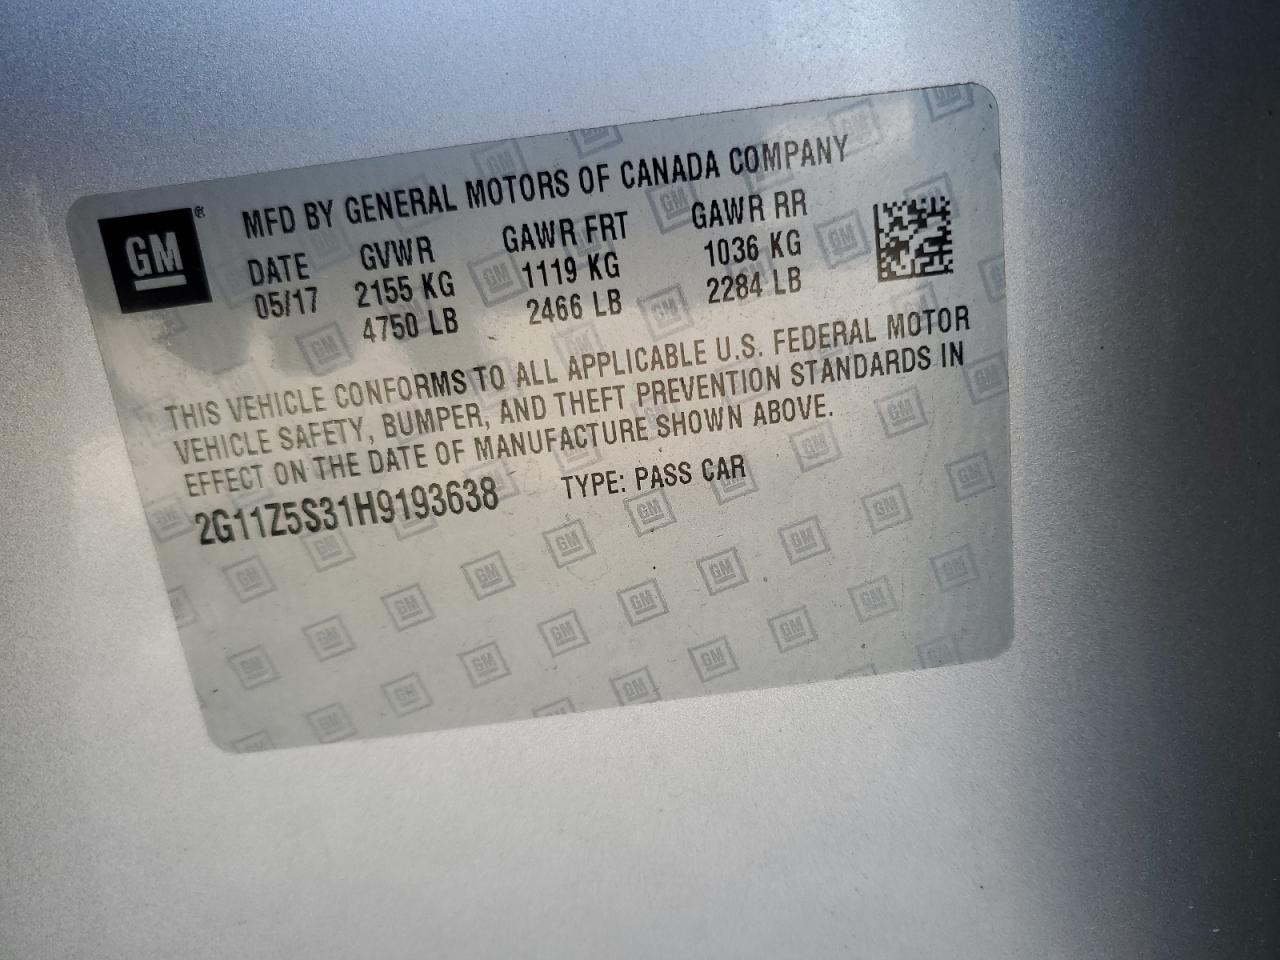 GM ® MFD BY GENERAL MOTORS OF CANADA COMPANY
DATE GVWR GAWR FRT GAWR RR
05/17 2155 KG 1119 KG 1036 KG
4750 LB 2466 LB 2284 LB
THIS VEHICLE CONFORMS TO ALL APPLICABLE U.S. FEDERAL MOTOR
VEHICLE SAFETY, BUMPER, AND THEFT PREVENTION STANDARDS IN
EFFECT ON THE DATE OF MANUFACTURE SHOWN ABOVE.
2G11Z5S31H9193638 TYPE: PASS CAR